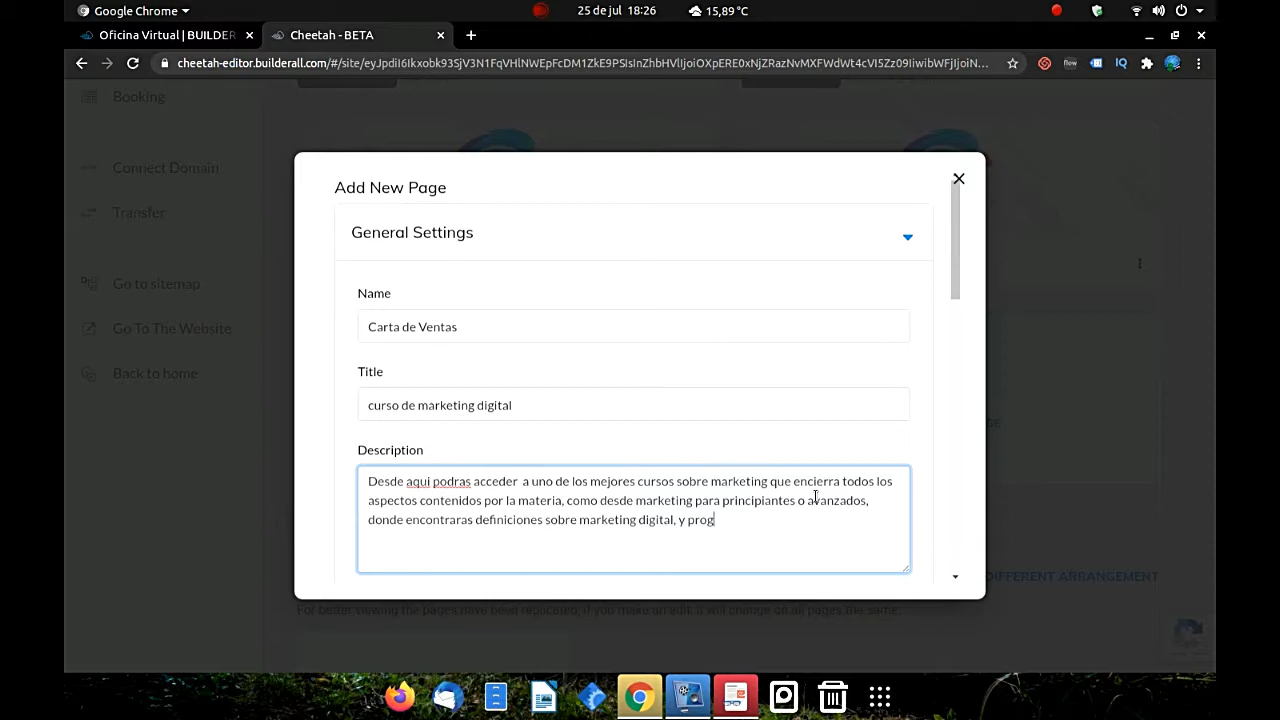 Google Chrome
25 de jul 18:26
15,89 °C
Oficina Virtual | BUILDER
Cheetah - BETA
cheetah-editor.builderall.com/#/site/
flow
IQ
Booking
Connect Domain
Transfer
Go to sitemap
Go To The Website
Back to home
Add New Page
General Settings
Name
Carta de Ventas
Title
curso de marketing digital
Description
Desde aqui podras acceder a uno de los mejores cursos sobre marketing que encierra todos los
aspectos contenidos por la materia, como desde marketing para principiantes o avanzados,
donde encontraras definiciones sobre marketing digital, y prog
DIFFERENT ARRANGEMENT
For better viewing the pages have been replicated, if you make an edit. It will change on all pages the same.